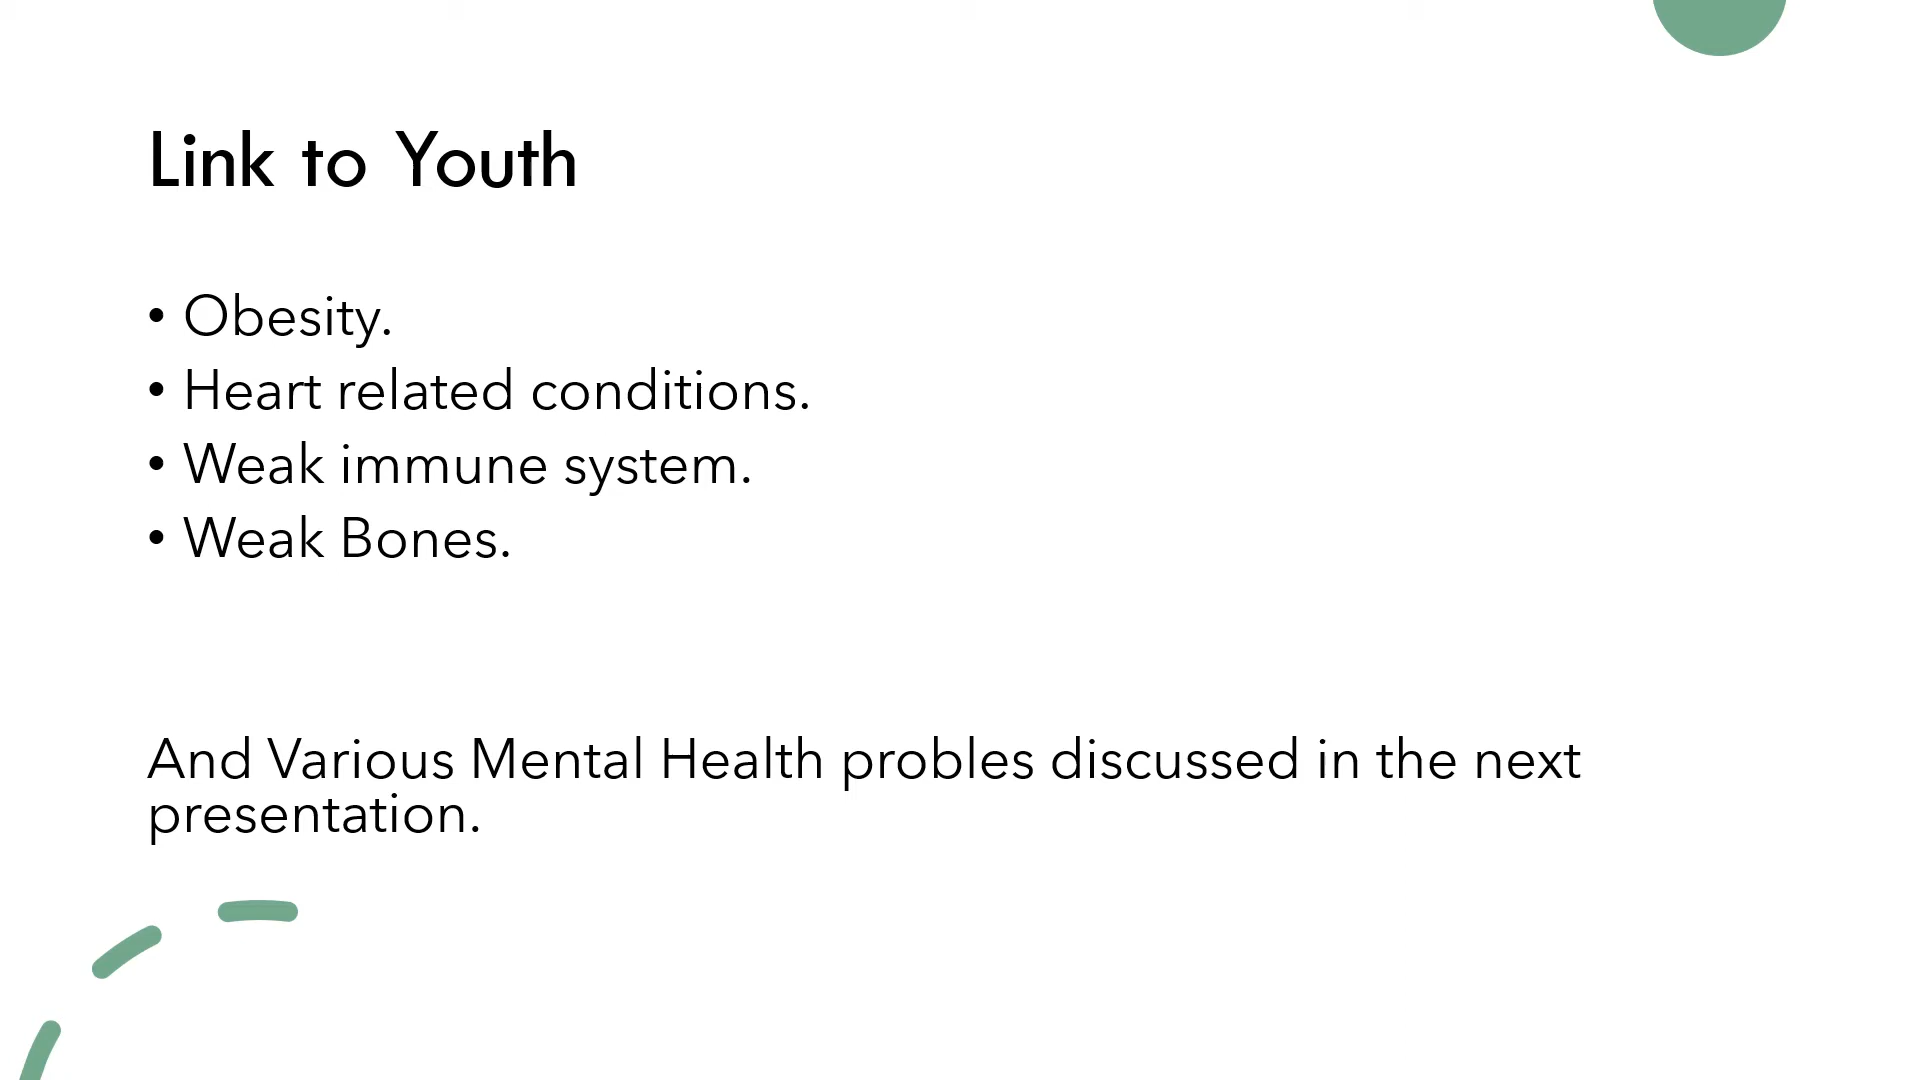 Link to Youth
• Obesity.
• Heart related conditions.
• Weak immune system.
• Weak Bones.
And Various Mental Health probles discussed in the next
presentation.